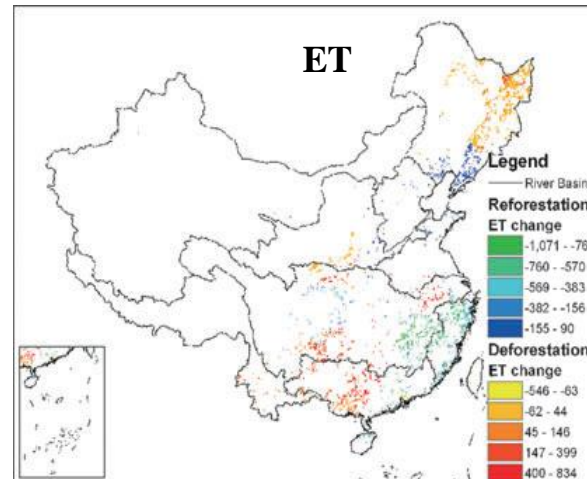 ET
Legend
River Basin
Reforestation
ET change
-1,071 - -76
-760 - -570
-569 - -383
-382 - -156
-155 - 90
Deforestation
ET change
-546 - -63
-62 - 44
45 - 146
147 - 399
400 - 834